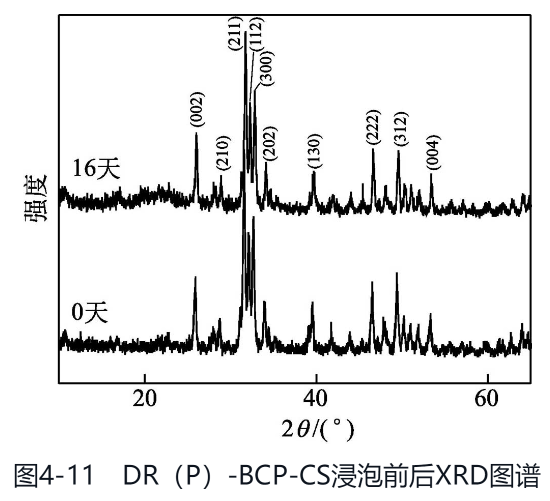 (211)
(112)
(300)
(002)
(210)
(202)
(130)
(222)
(312)
(004)
16天
0天
强度
20 40 60
2θ/(°)
图4-11 DR（P）-BCP-CS浸泡前后XRD图谱